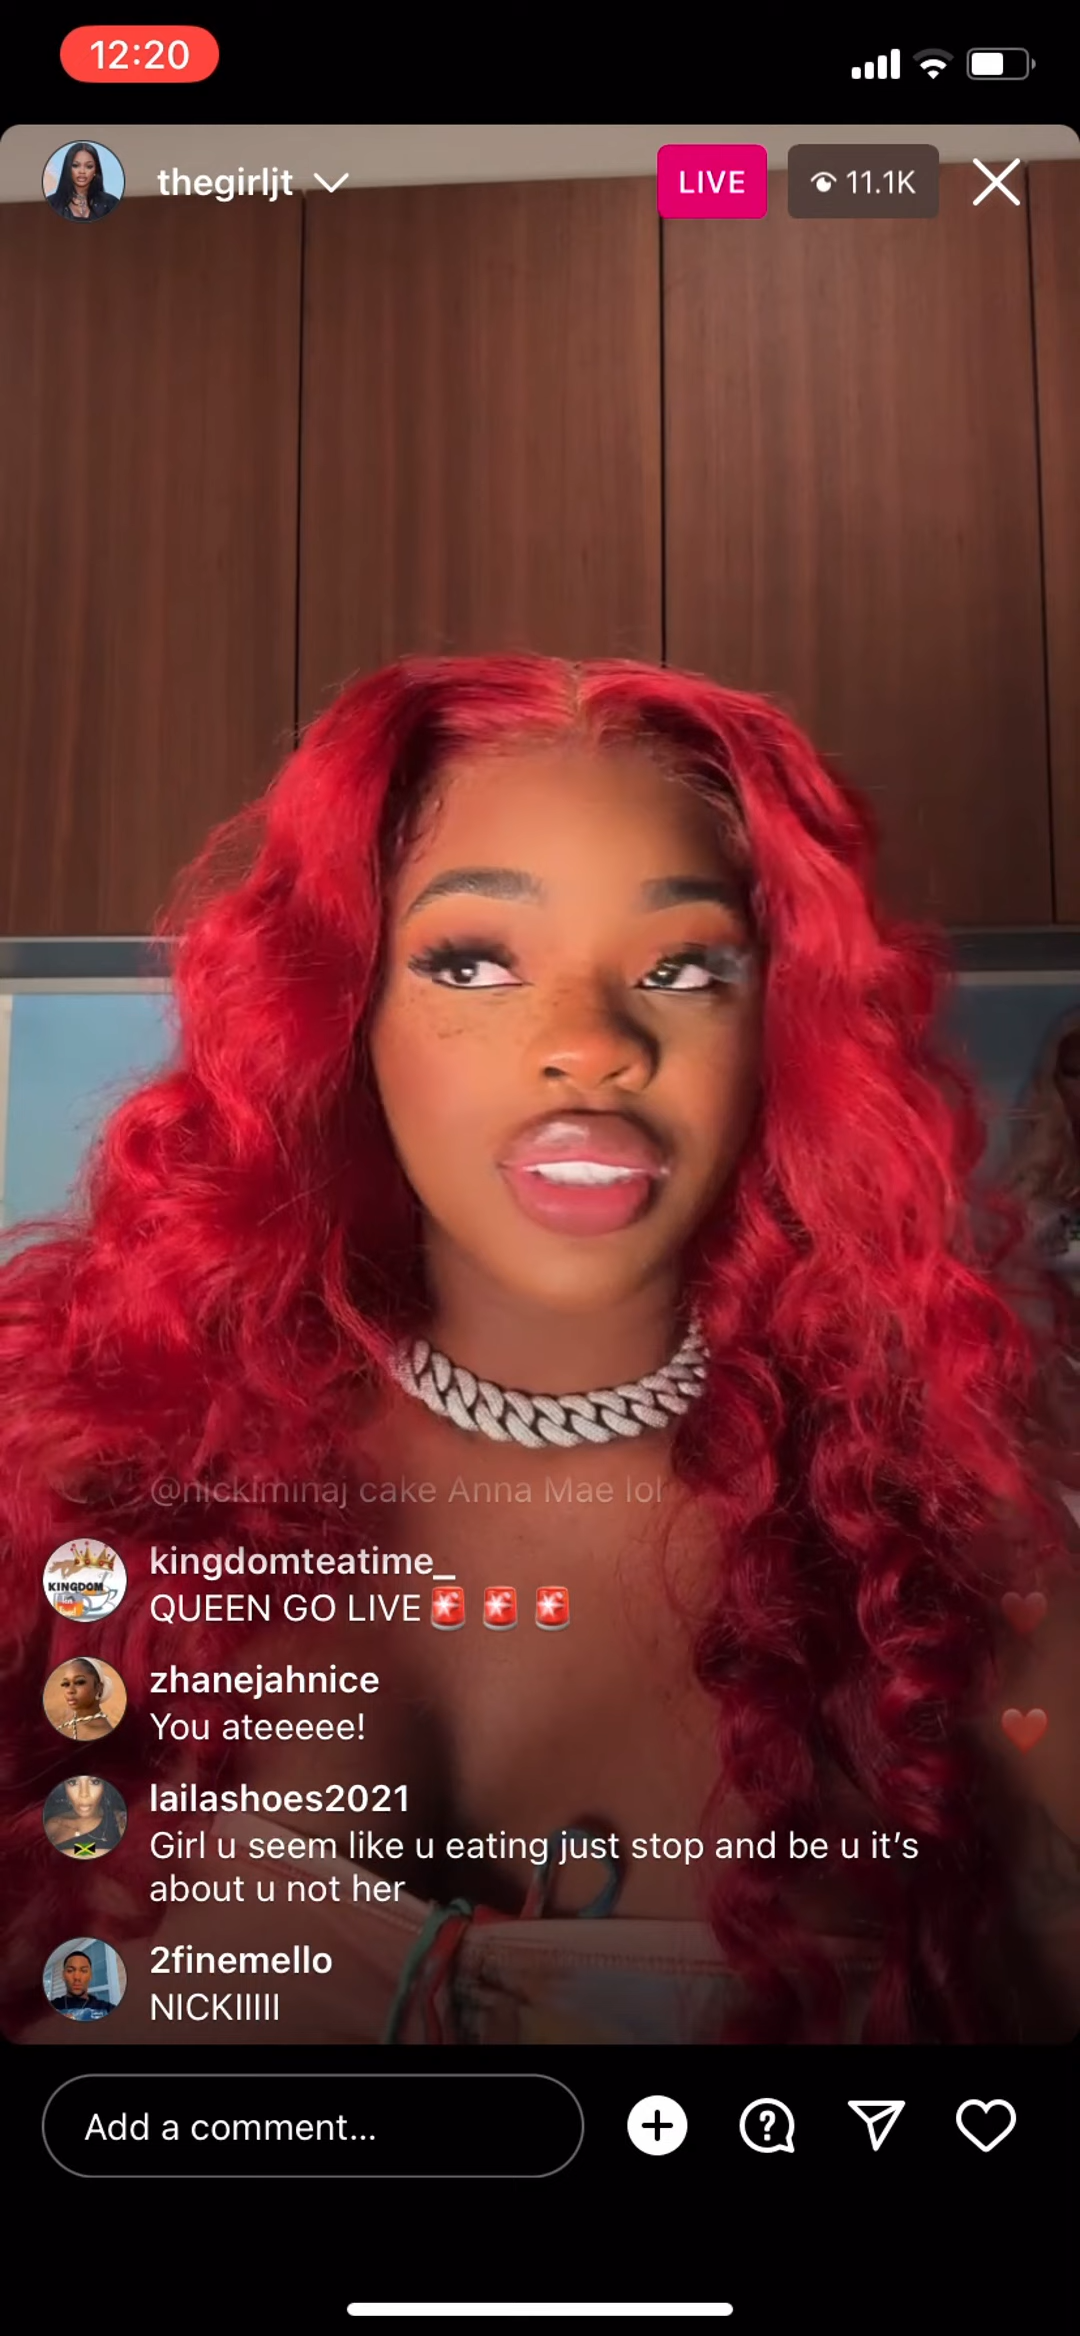 12:20
thegirljt
LIVE
11.1K
@nickiminaj cake Anna Mae lol
KINGDOM
kingdomteatime_
QUEEN GO LIVE🚨 🚨 🚨
zhanejahnice
You ateeeee!
lailashoes2021
Girl u seem like u eating just stop and be u it’s
about u not her
2finemello
NICKIIIII
Add a comment...